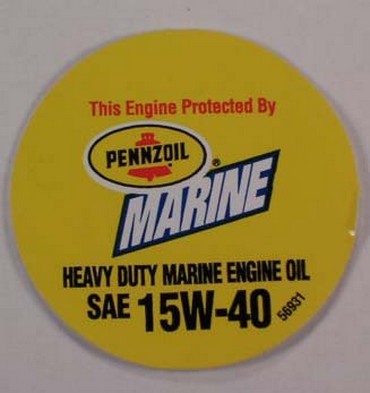 This Engine Protected By
PENNZOIL®
MARINE
HEAVY DUTY MARINE ENGINE OIL
SAE 15W-40 56931